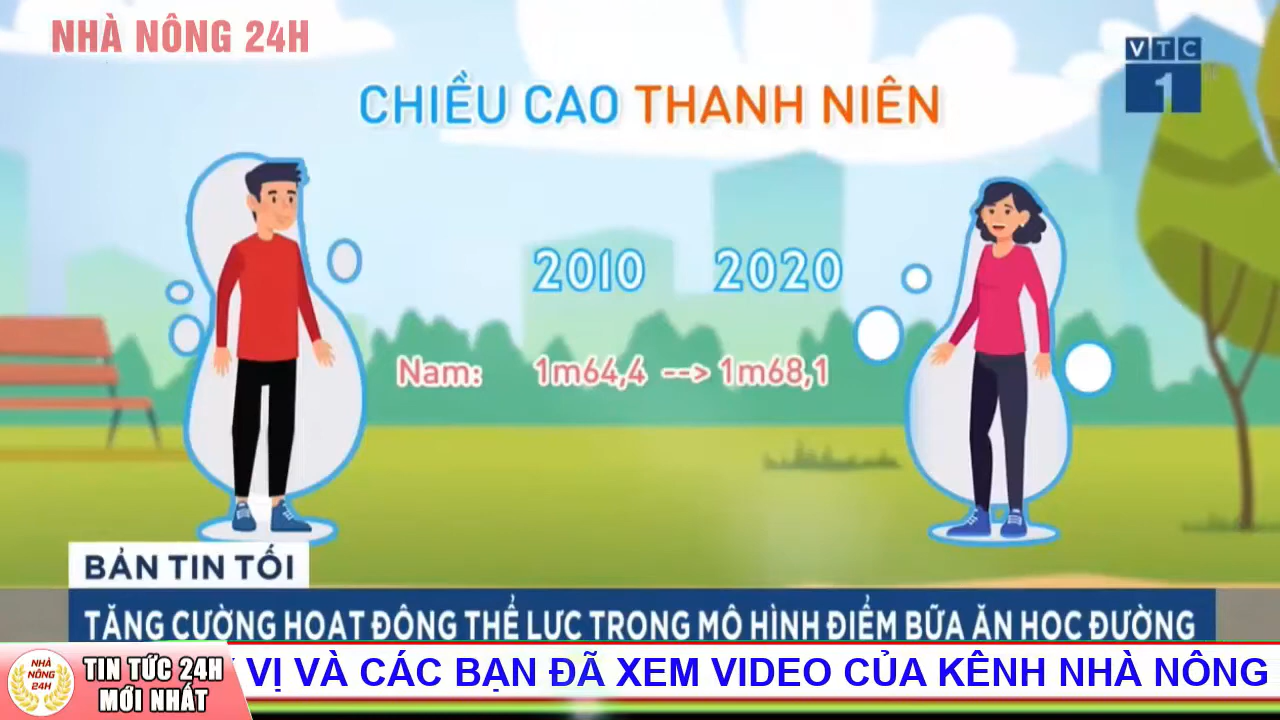 NHÀ NÔNG 24H
VTC
1
CHIỀU CAO THANH NIÊN
2010 2020
Nam: 1m64,4 --> 1m68,1
BẢN TIN TỐI
TĂNG CƯỜNG HOẠT ĐỘNG THỂ LỰC TRONG MÔ HÌNH ĐIỂM BỮA ĂN HỌC ĐƯỜNG
NHÀ NÔNG 24H
TIN TỨC 24H
MỚI NHẤT
VỊ VÀ CÁC BẠN ĐÃ XEM VIDEO CỦA KÊNH NHÀ NÔNG